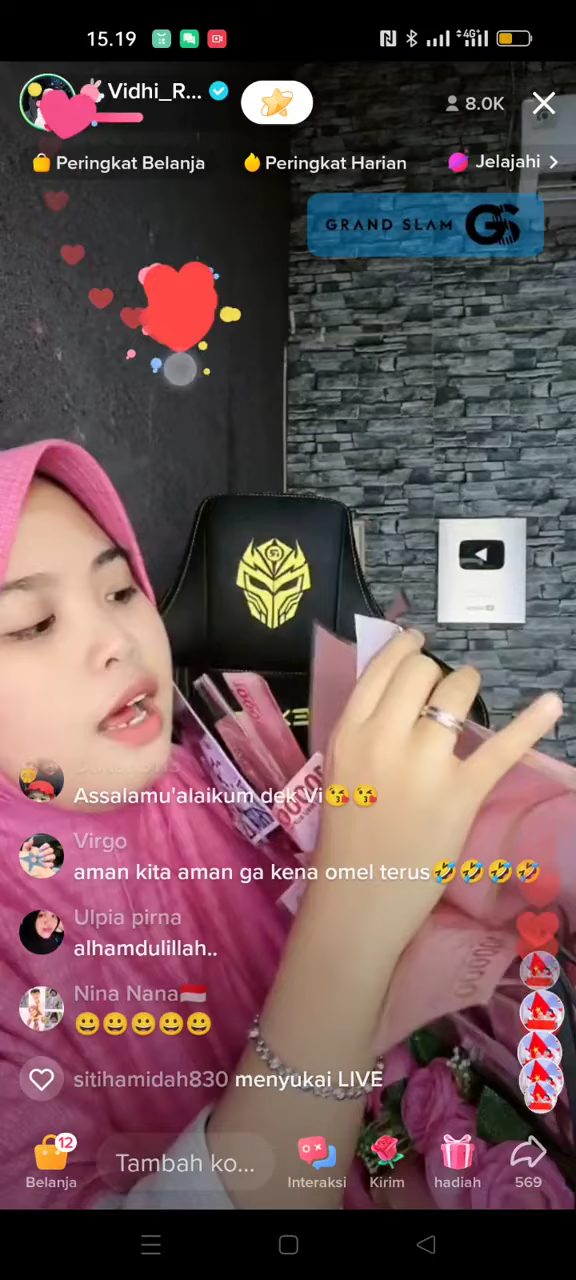 15.19
4G+
Vidhi_R...
8.0K
Peringkat Belanja
Peringkat Harian
Jelajahi >
GRAND SLAM GS
Assalamu'alaikum dek Vi😘😘
Virgo
aman kita aman ga kena omel terus🤣🤣🤣🤣
Ulpia pirna
alhamdulillah..
Nina Nana🇮🇩
😀😀😀😀😀
sitihamidah830 menyukai LIVE
12
Tambah ko...
Belanja
Interaksi
Kirim
hadiah
569